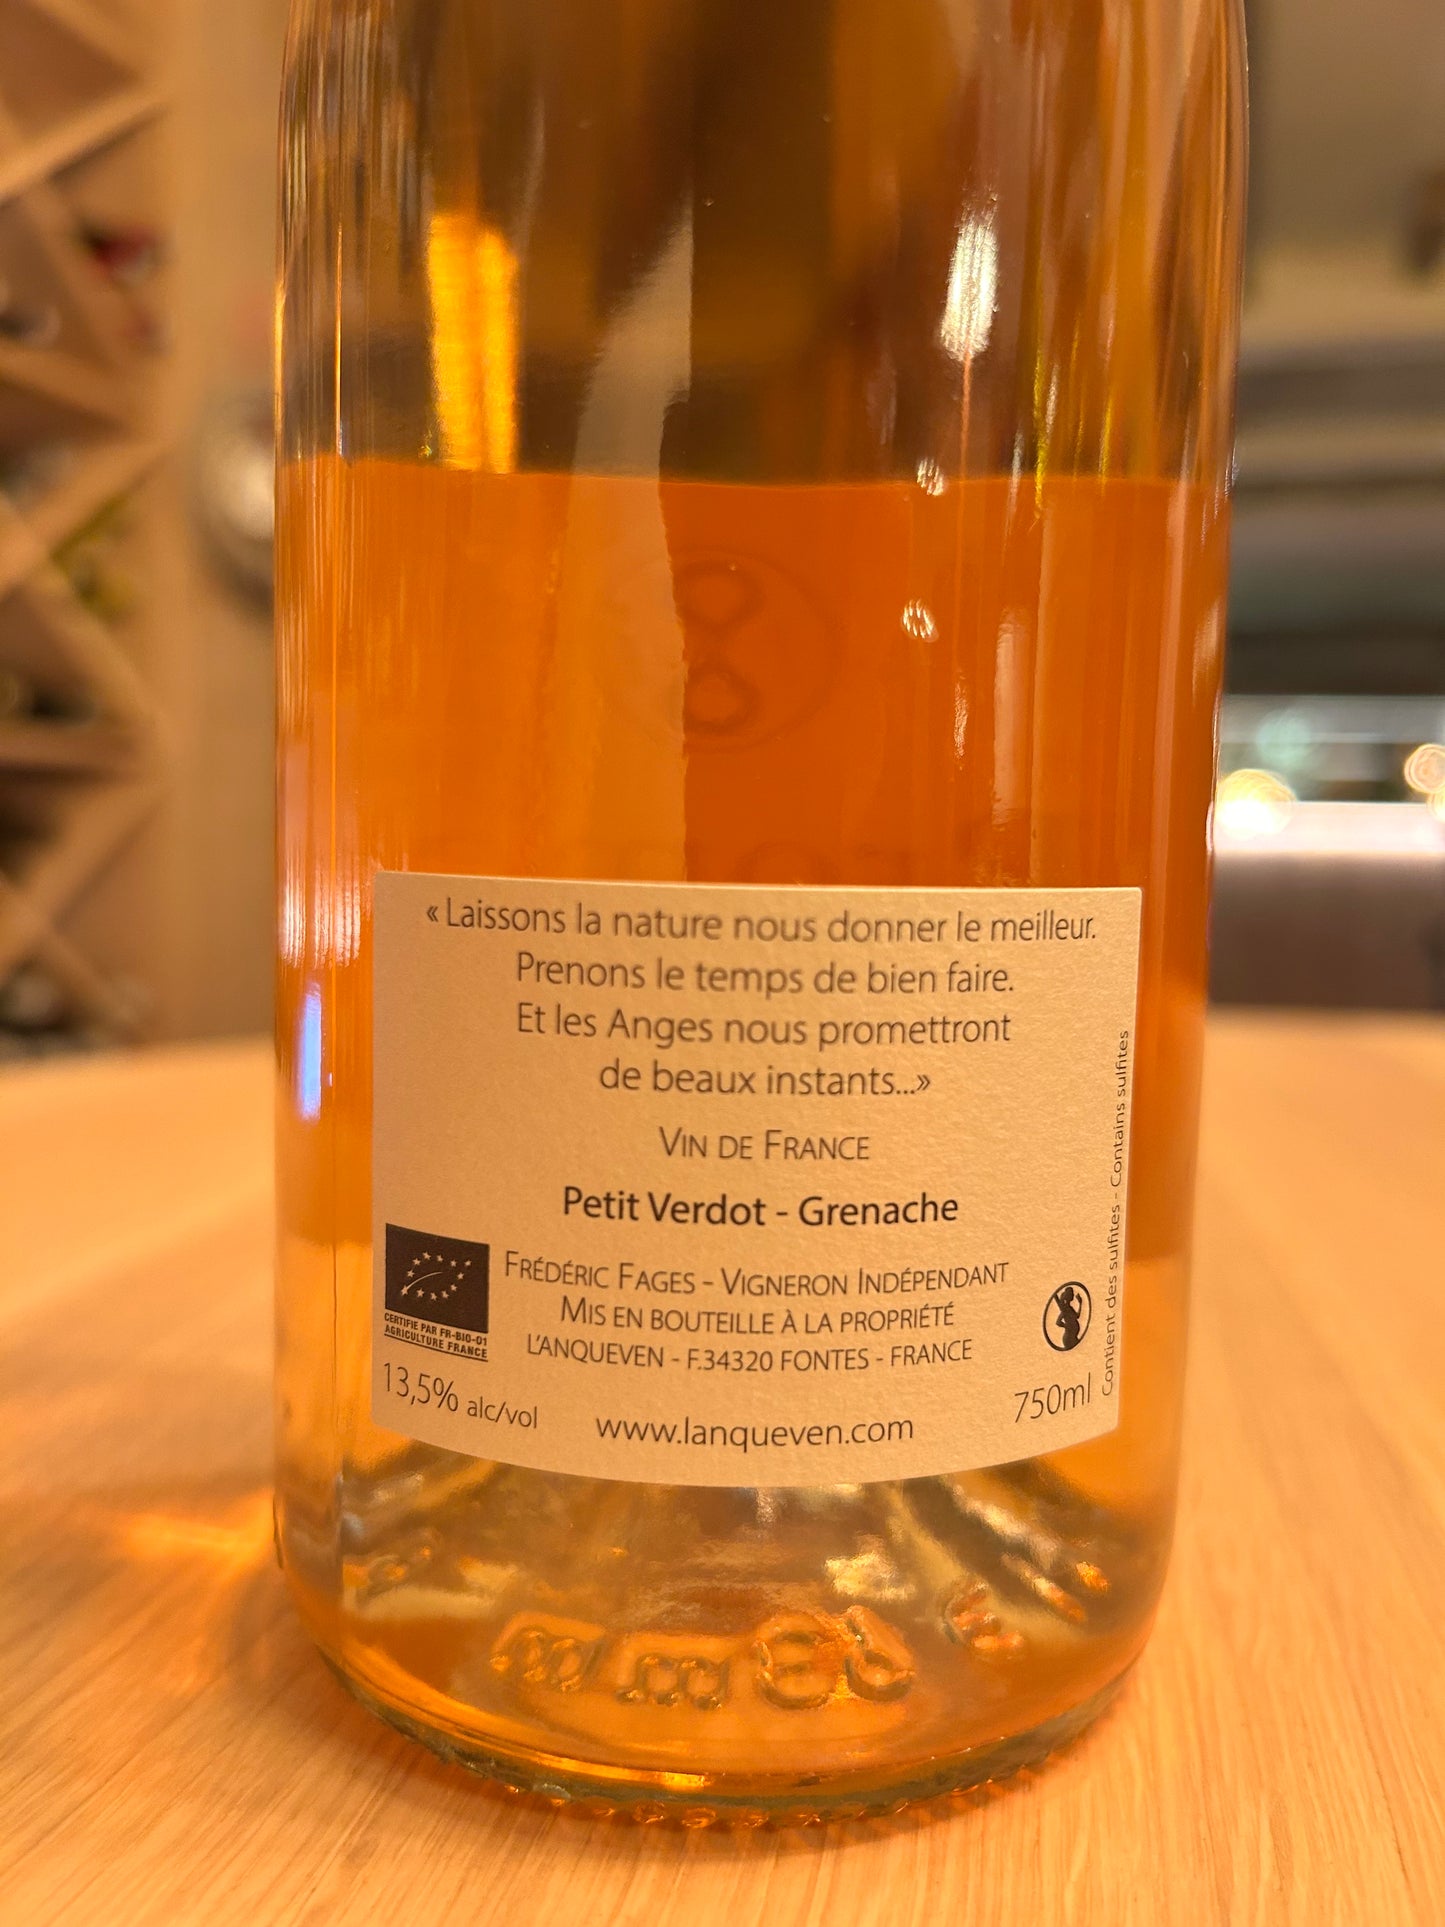 « Laissons la nature nous donner le meilleur.
Prenons le temps de bien faire.
Et les Anges nous promettront
de beaux instants...»
Vin de France
Petit Verdot - Grenache
Frédéric Fages - Vigneron Indépendant
Mis en bouteille à la propriété
L'ANQUEVEN - F.34320 FONTES - FRANCE
CERTIFIE PAR FR-BIO-01
AGRICULTURE FRANCE
13,5% alc/vol
www.lanqueven.com
750ml
Contient des sulfites - Contains sulfites